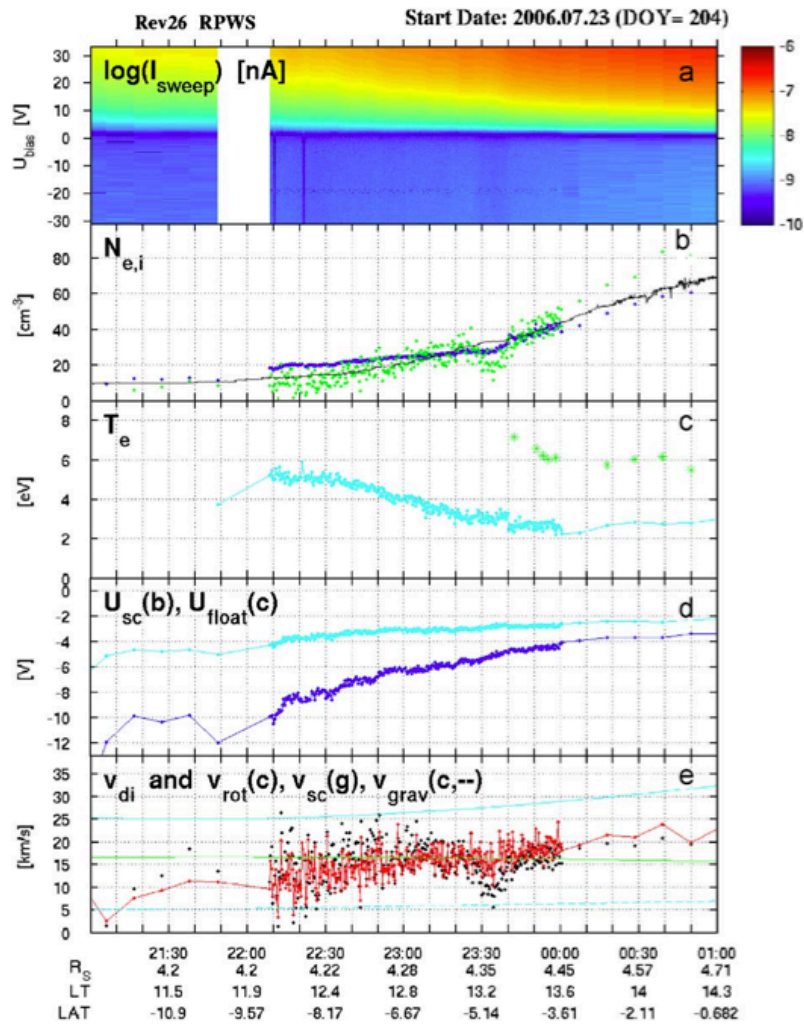 Rev26 RPWS Start Date: 2006.07.23 (DOY= 204)
log(I_sweep) [nA]
a
30
20
10
0
-10
-20
-30
U_bias [V]
-6
-7
-8
-9
-10
N_e,i
b
80
60
40
20
0
[cm^-3]
T_e
c
8
6
4
2
0
[eV]
U_sc(b), U_float(c)
d
0
-2
-4
-6
-8
-10
-12
[V]
v_di and v_rot(c), v_sc(g), v_grav(c,--)
e
35
30
25
20
15
10
5
0
[km/s]
21:30 22:00 22:30 23:00 23:30 00:00 00:30 01:00
R_S 4.2 4.2 4.22 4.28 4.35 4.45 4.57 4.71
LT 11.5 11.9 12.4 12.8 13.2 13.6 14 14.3
LAT -10.9 -9.57 -8.17 -6.67 -5.14 -3.61 -2.11 -0.682